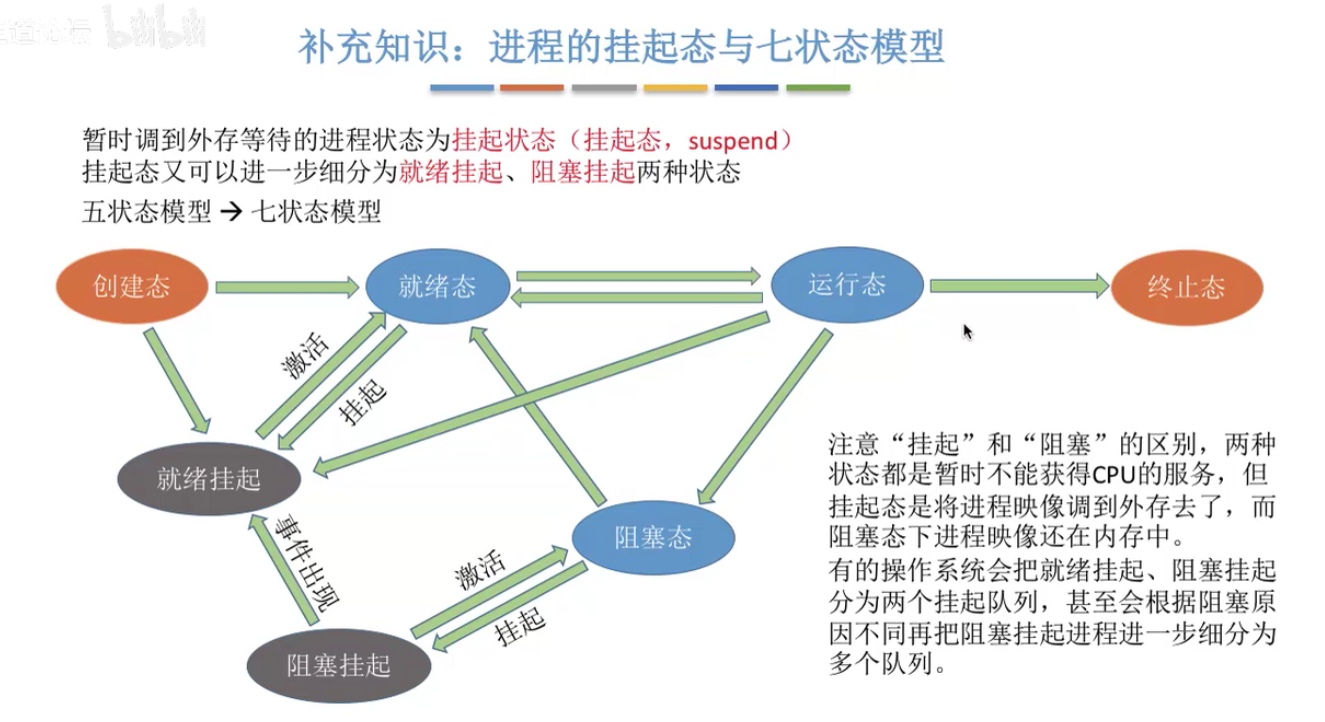 bilibili
补充知识：进程的挂起态与七状态模型
暂时调到外存等待的进程状态为挂起状态（挂起态，suspend）
挂起态又可以进一步细分为就绪挂起、阻塞挂起两种状态
五状态模型 → 七状态模型
创建态
就绪态
运行态
终止态
激活
挂起
就绪挂起
事件出现
阻塞态
激活
挂起
阻塞挂起
注意“挂起”和“阻塞”的区别，两种
状态都是暂时不能获得CPU的服务，但
挂起态是将进程映像调到外存去了，而
阻塞态下进程映像还在内存中。
有的操作系统会把就绪挂起、阻塞挂起
分为两个挂起队列，甚至会根据阻塞原
因不同再把阻塞挂起进程进一步细分为
多个队列。